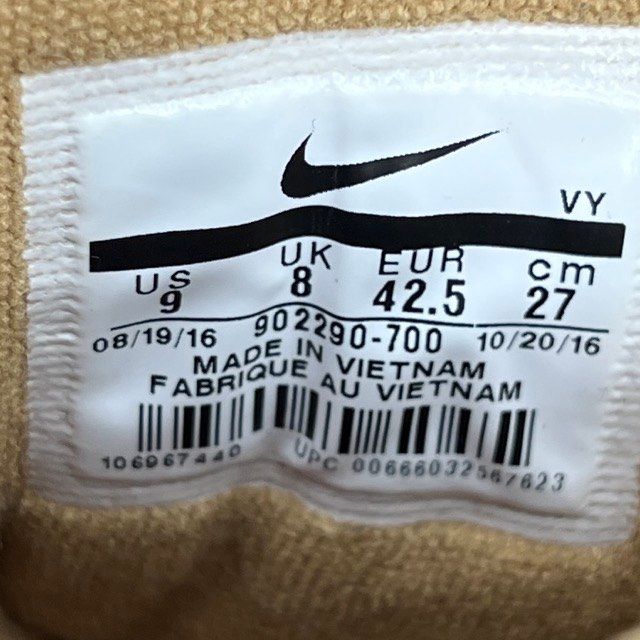 VY
US UK EUR cm
9 8 42.5 27
08/19/16 902290-700 10/20/16
MADE IN VIETNAM
FABRIQUE AU VIETNAM
106967440 UPC 00666032567623